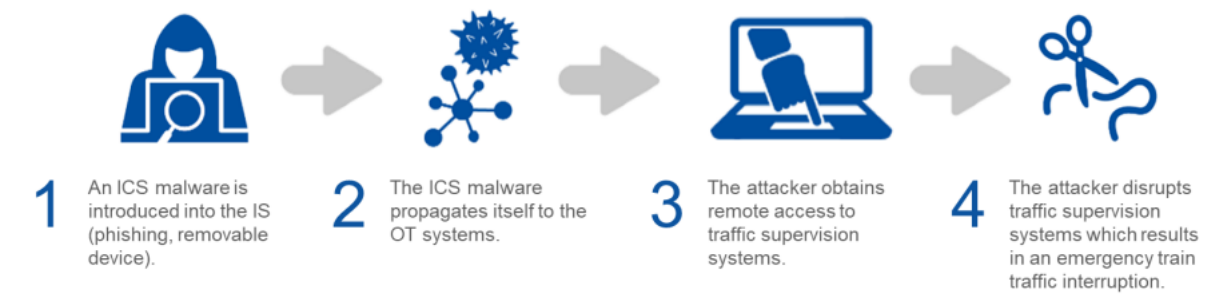 1
An ICS malware is
introduced into the IS
(phishing, removable
device).
2
The ICS malware
propagates itself to the
OT systems.
3
The attacker obtains
remote access to
traffic supervision
systems.
4
The attacker disrupts
traffic supervision
systems which results
in an emergency train
traffic interruption.